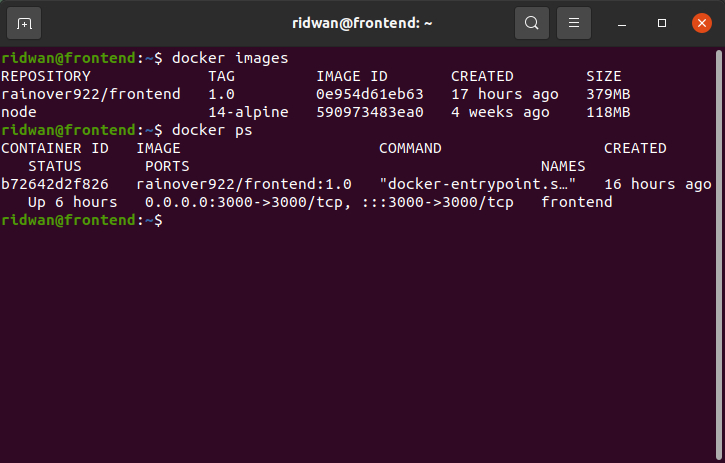 ridwan@frontend: ~
ridwan@frontend:~$ docker images
REPOSITORY             TAG         IMAGE ID       CREATED        SIZE
rainover922/frontend   1.0         0e954d61eb63   17 hours ago   379MB
node                   14-alpine   590973483ea0   4 weeks ago    118MB
ridwan@frontend:~$ docker ps
CONTAINER ID   IMAGE                      COMMAND                  CREATED
   STATUS       PORTS                                       NAMES
b72642d2f826   rainover922/frontend:1.0   "docker-entrypoint.s…"   16 hours ago
   Up 6 hours   0.0.0.0:3000->3000/tcp, :::3000->3000/tcp   frontend
ridwan@frontend:~$